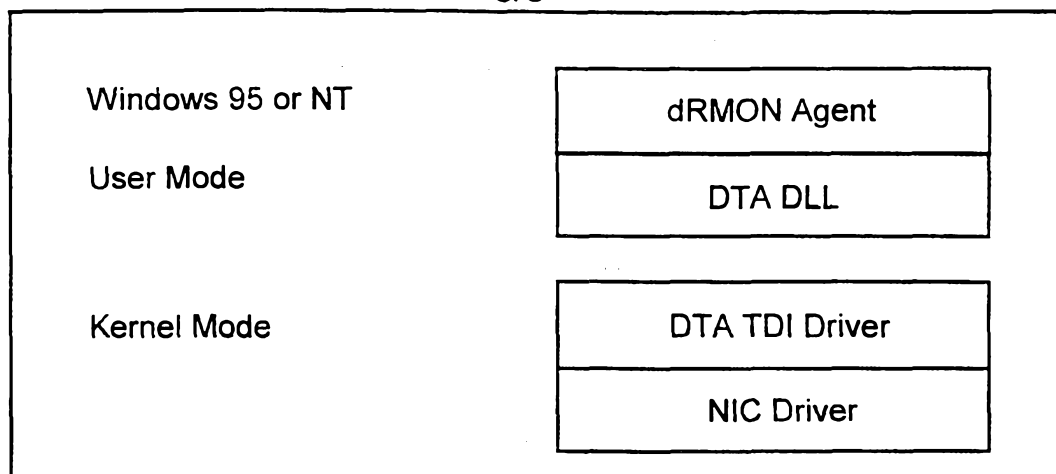 Windows 95 or NT
dRMON Agent
User Mode
DTA DLL
Kernel Mode
DTA TDI Driver
NIC Driver